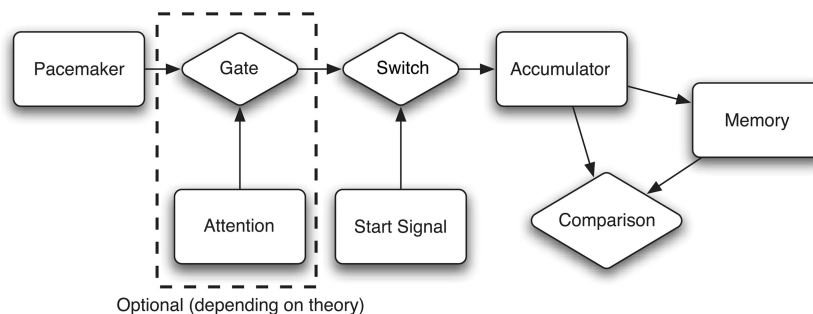 Pacemaker
Gate
Switch
Accumulator
Memory
Attention
Start Signal
Comparison
Optional (depending on theory)